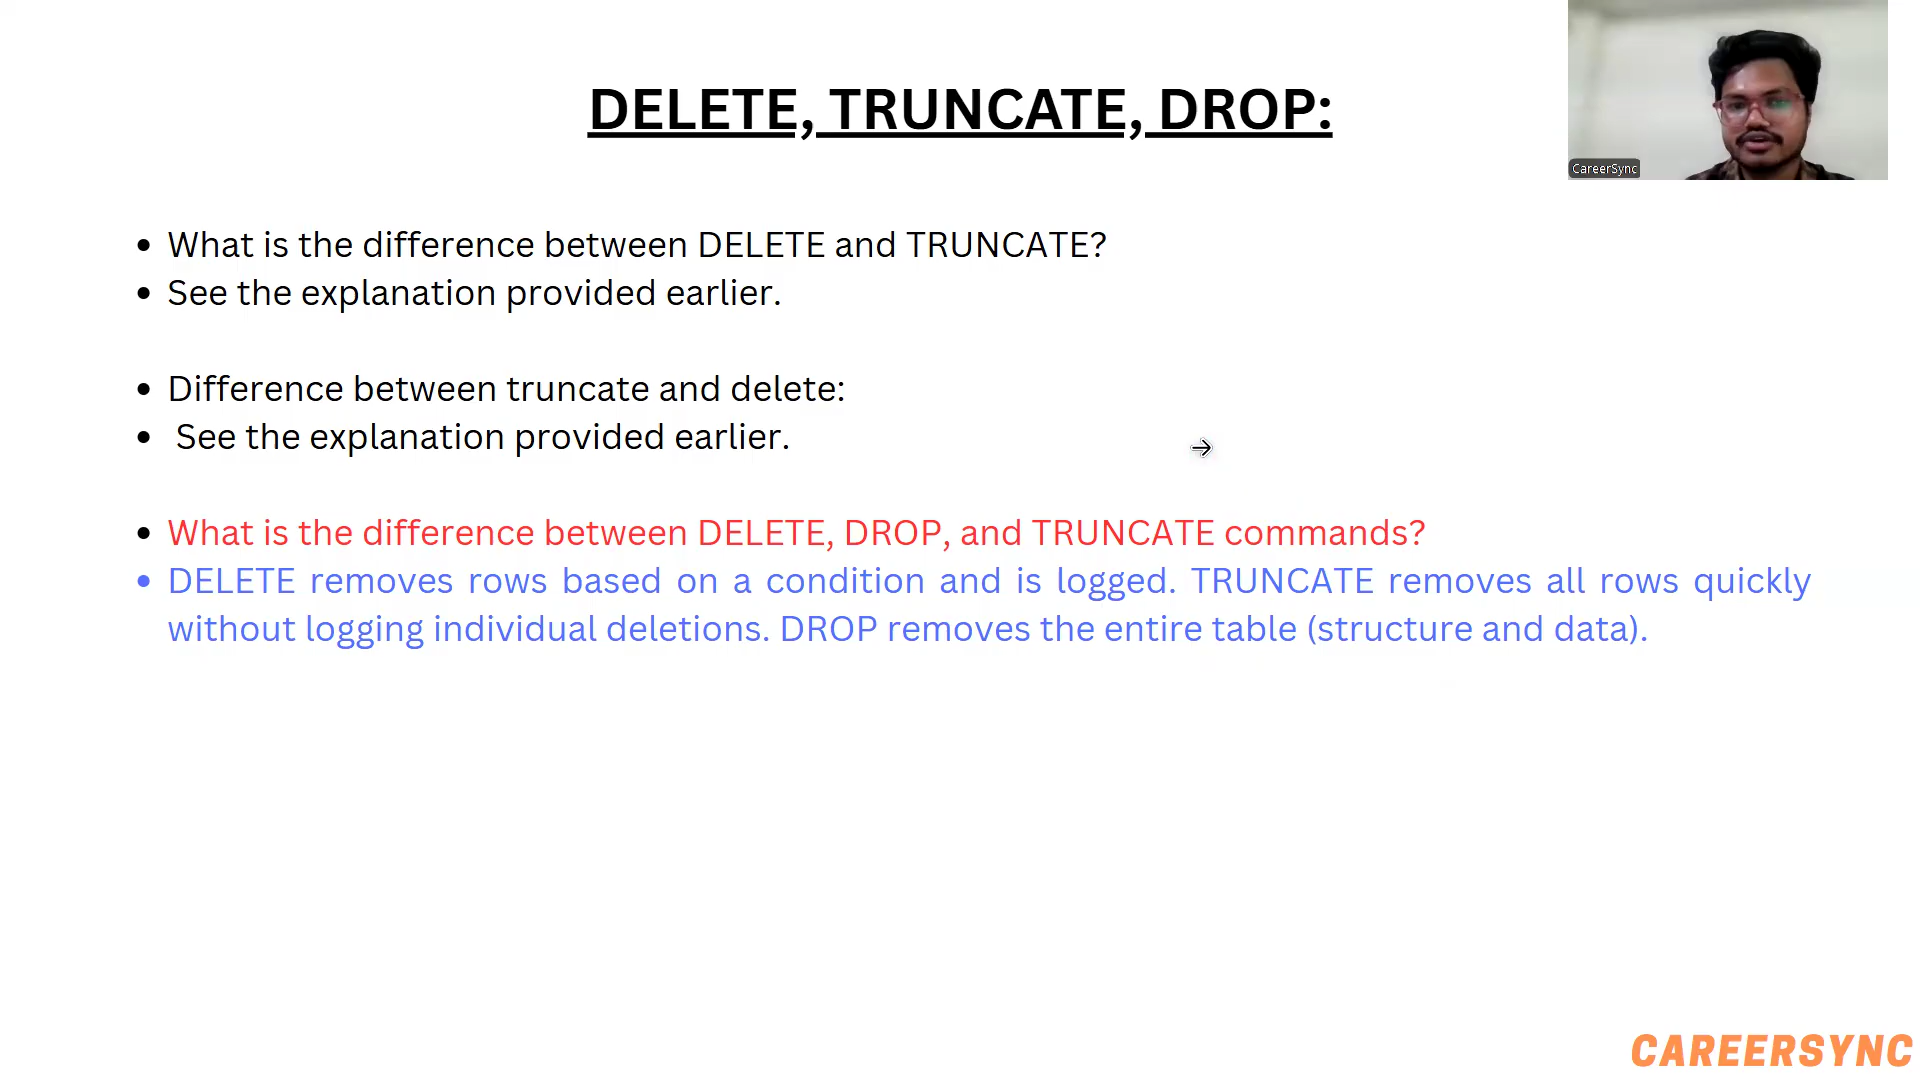 DELETE, TRUNCATE, DROP:
CareerSync
• What is the difference between DELETE and TRUNCATE?
• See the explanation provided earlier.
• Difference between truncate and delete:
• See the explanation provided earlier.
• What is the difference between DELETE, DROP, and TRUNCATE commands?
• DELETE removes rows based on a condition and is logged. TRUNCATE removes all rows quickly
without logging individual deletions. DROP removes the entire table (structure and data).
CAREERSYNC